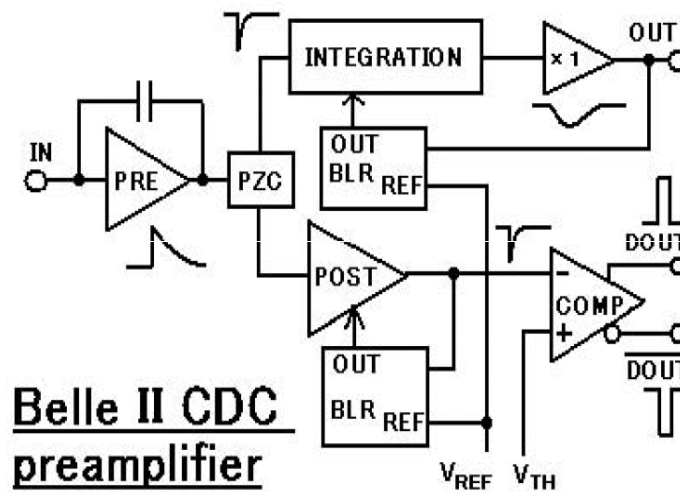 OUT
INTEGRATION
× 1
IN
OUT
BLR
REF
PRE
PZC
DOUT
POST
−
COMP
+
OUT
BLR
REF
DOUT
Belle II CDC
preamplifier
VREF
VTH